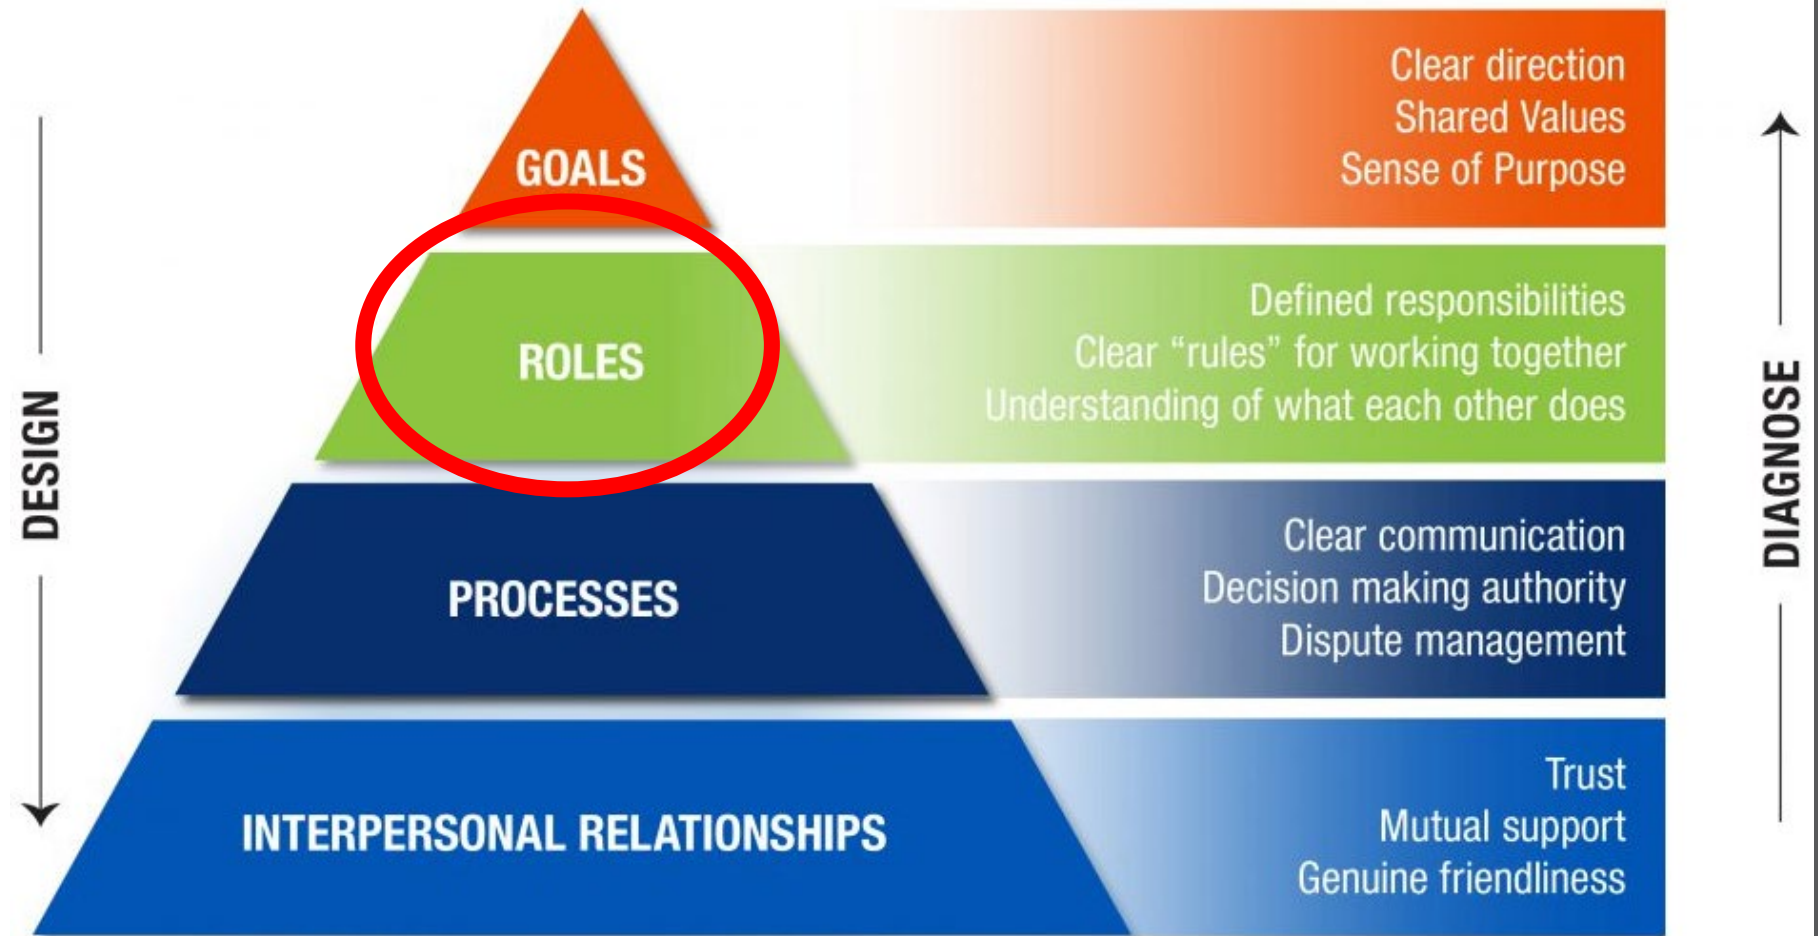 GOALS
Clear direction
Shared Values
Sense of Purpose
ROLES
Defined responsibilities
Clear “rules” for working together
Understanding of what each other does
PROCESSES
Clear communication
Decision making authority
Dispute management
INTERPERSONAL RELATIONSHIPS
Trust
Mutual support
Genuine friendliness
DESIGN
DIAGNOSE